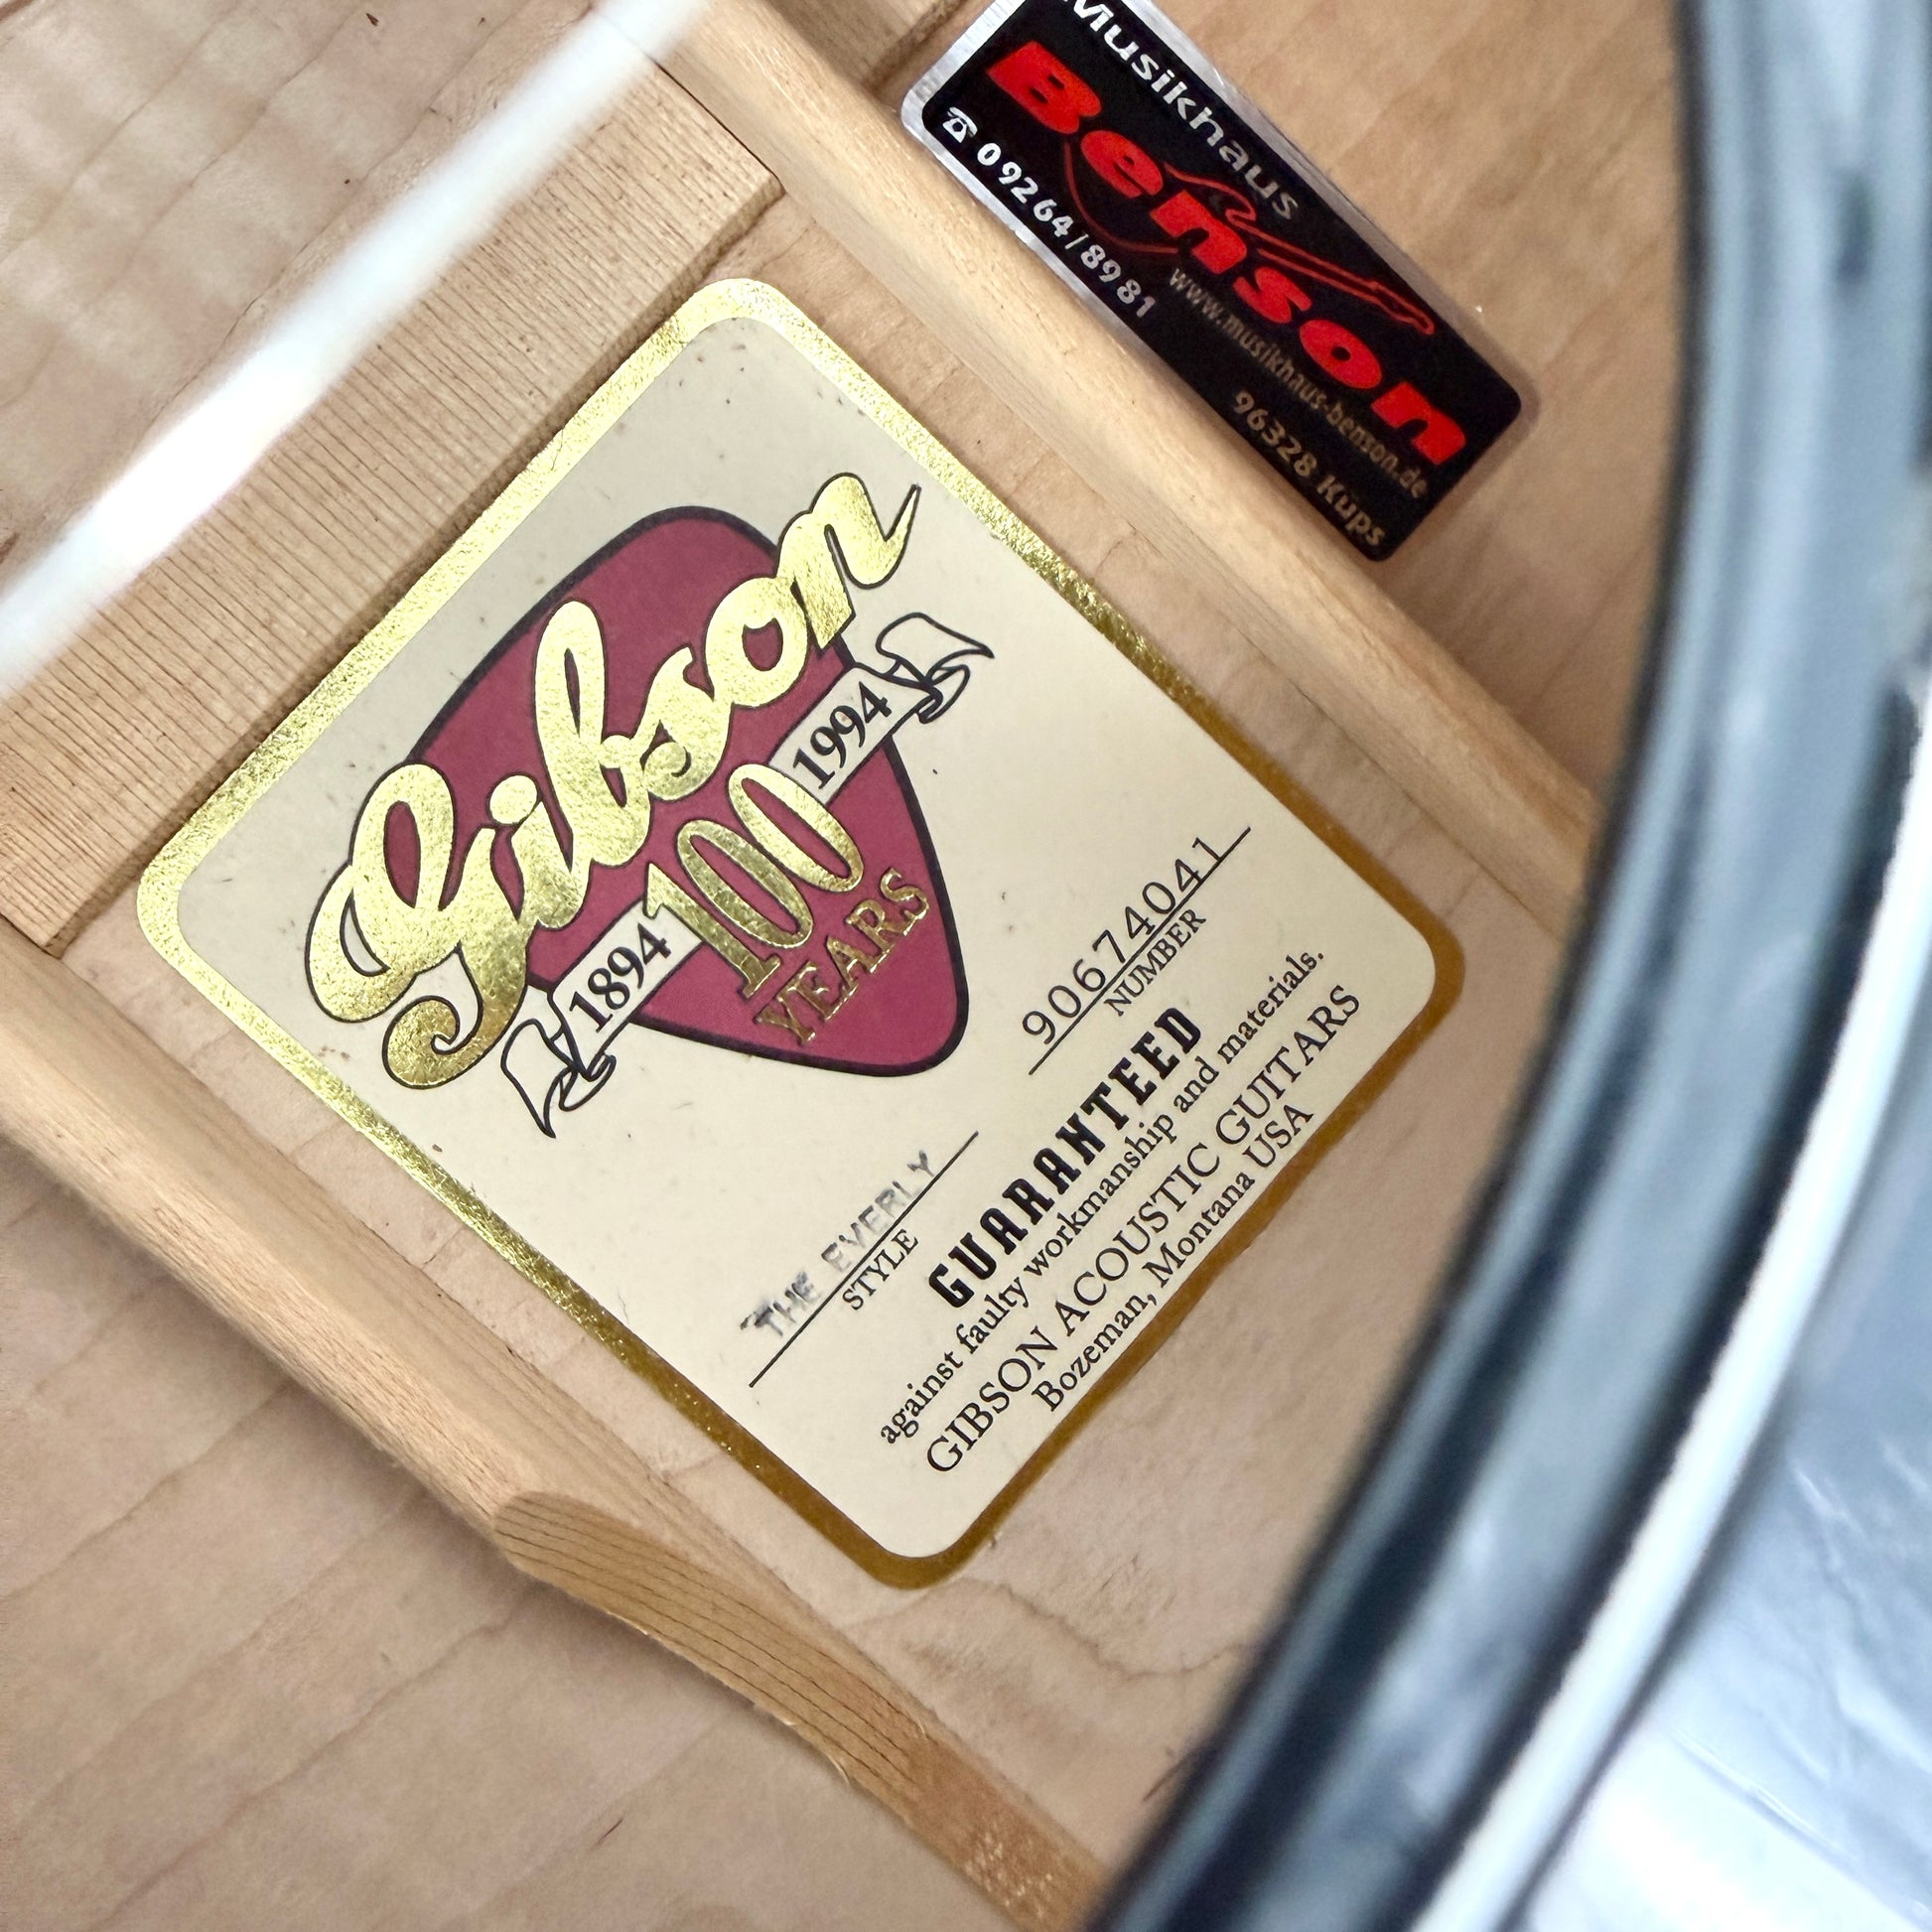 Musikhaus
Benson
☎ 09264/8981
www.musikhaus-benson.de
96328 Küps
Gibson
1894 100 1994
YEARS
THE EVERLY
STYLE
90674041
NUMBER
GUARANTEED
against faulty workmanship and materials.
GIBSON ACOUSTIC GUITARS
Bozeman, Montana USA